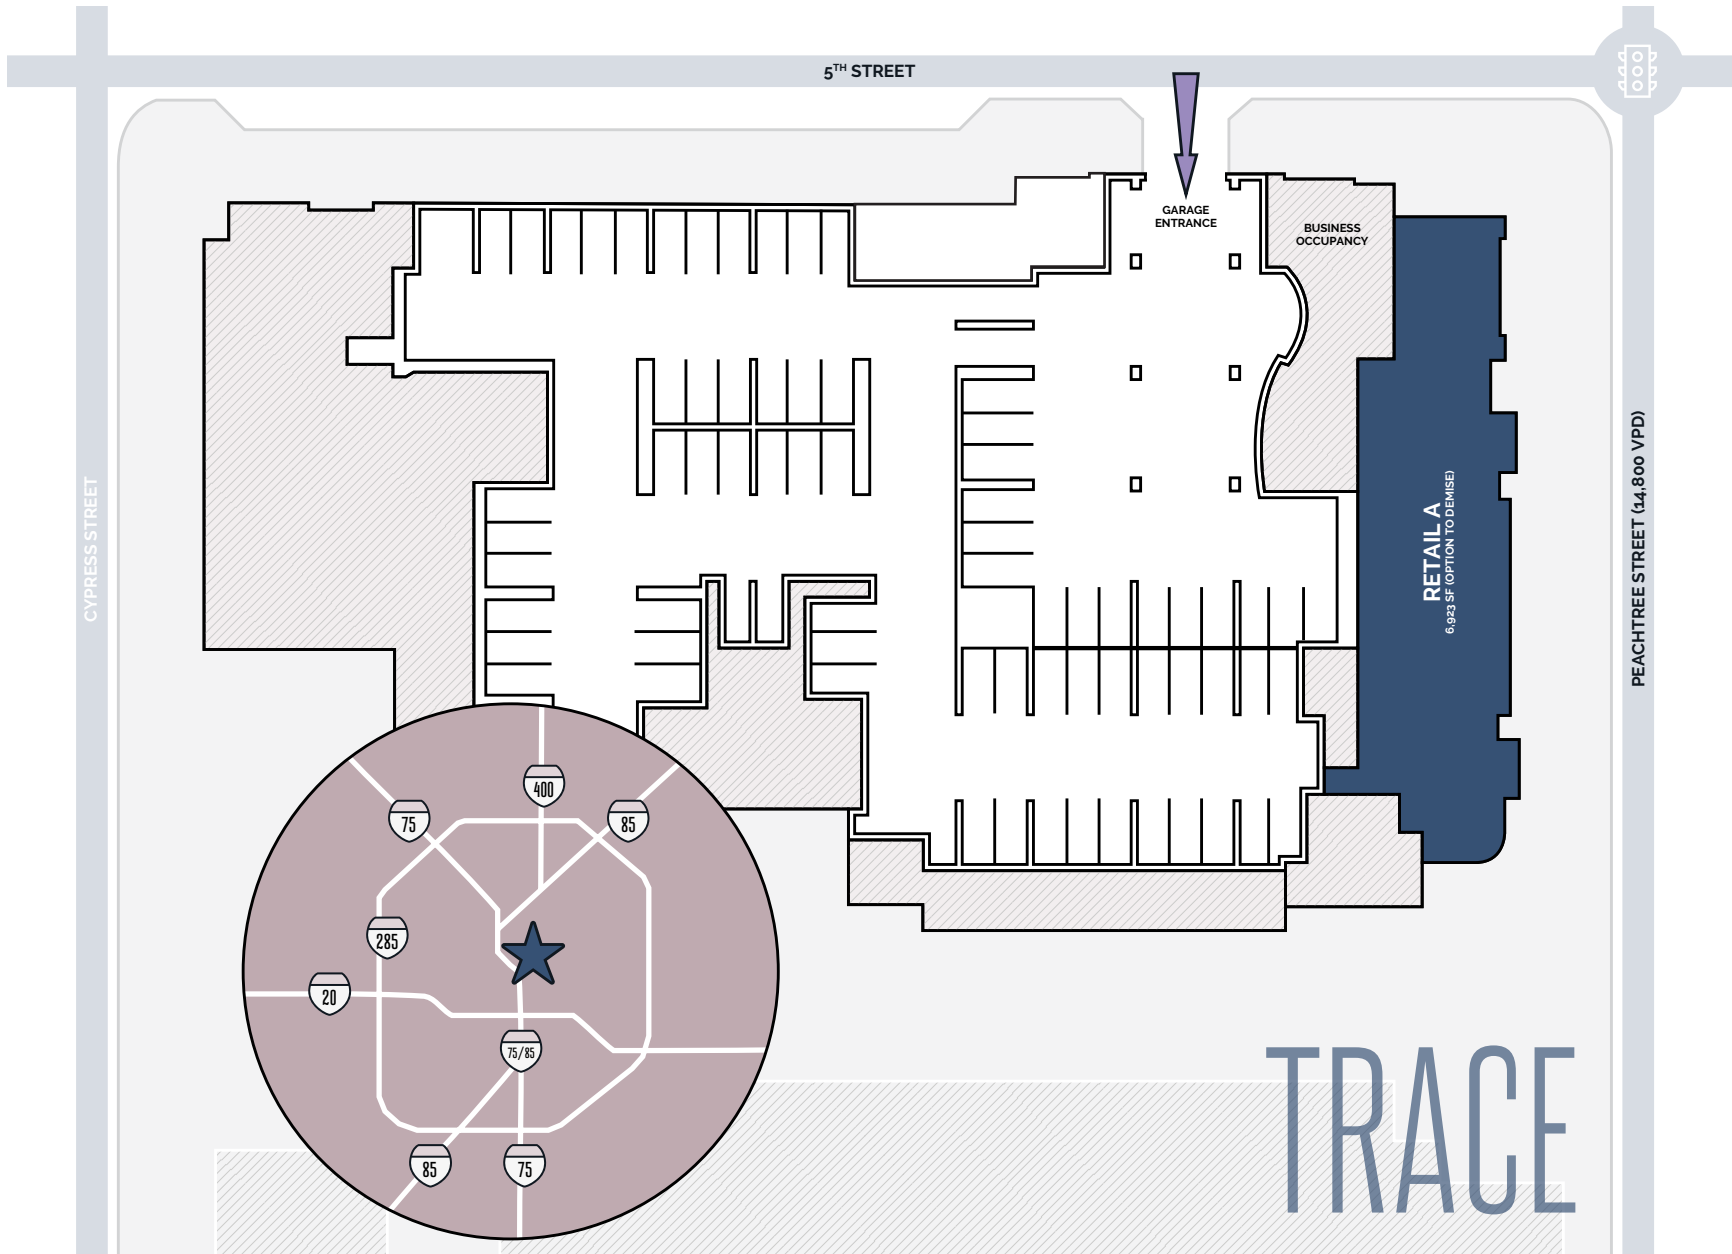 5TH STREET
GARAGE
ENTRANCE
BUSINESS
OCCUPANCY
CYPRESS STREET
RETAIL A
6,923 SF (OPTION TO DEMISE)
PEACHTREE STREET (14,800 VPD)
400
75
85
285
20
75/85
85
75
TRACE